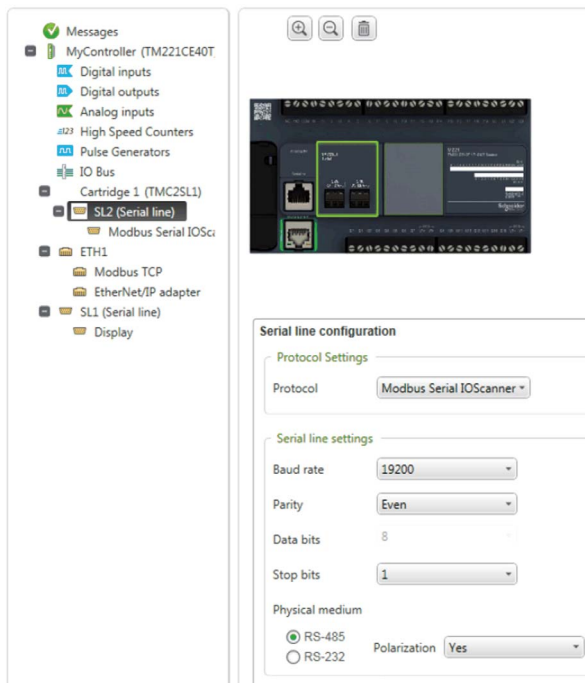 Messages
MyController (TM221CE40T
Digital inputs
Digital outputs
Analog inputs
High Speed Counters
Pulse Generators
IO Bus
Cartridge 1 (TMC2SL1)
SL2 (Serial line)
Modbus Serial IOSca
ETH1
Modbus TCP
EtherNet/IP adapter
SL1 (Serial line)
Display
Serial line configuration
Protocol Settings
Protocol
Modbus Serial IOScanner
Serial line settings
Baud rate
19200
Parity
Even
Data bits
8
Stop bits
1
Physical medium
RS-485
RS-232
Polarization
Yes